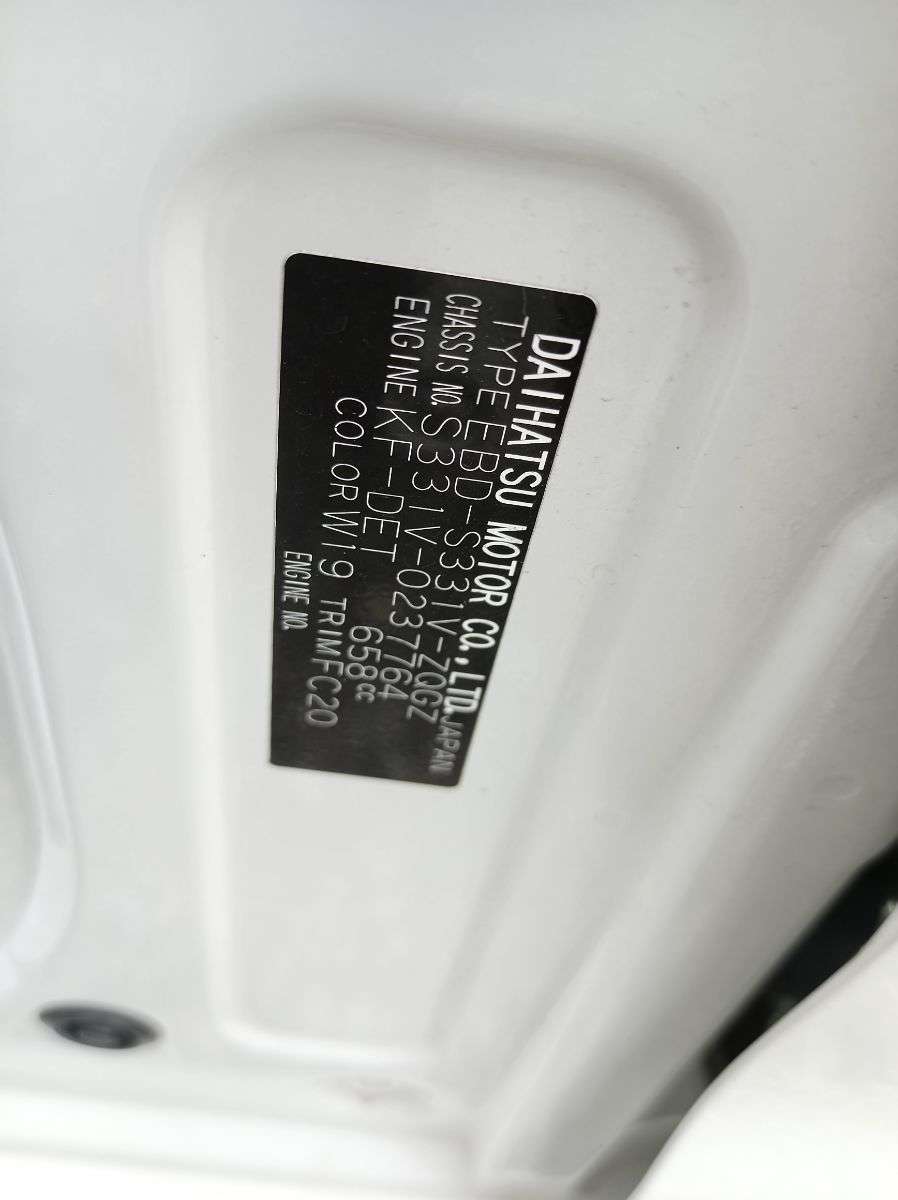 DAIHATSU MOTOR CO., LTD. JAPAN
TYPE EBD-S331V-ZQGZ
CHASSIS NO. S331V-0237764
ENGINE KF-DET 658cc
COLOR W19 TRIM FC20
ENGINE NO.